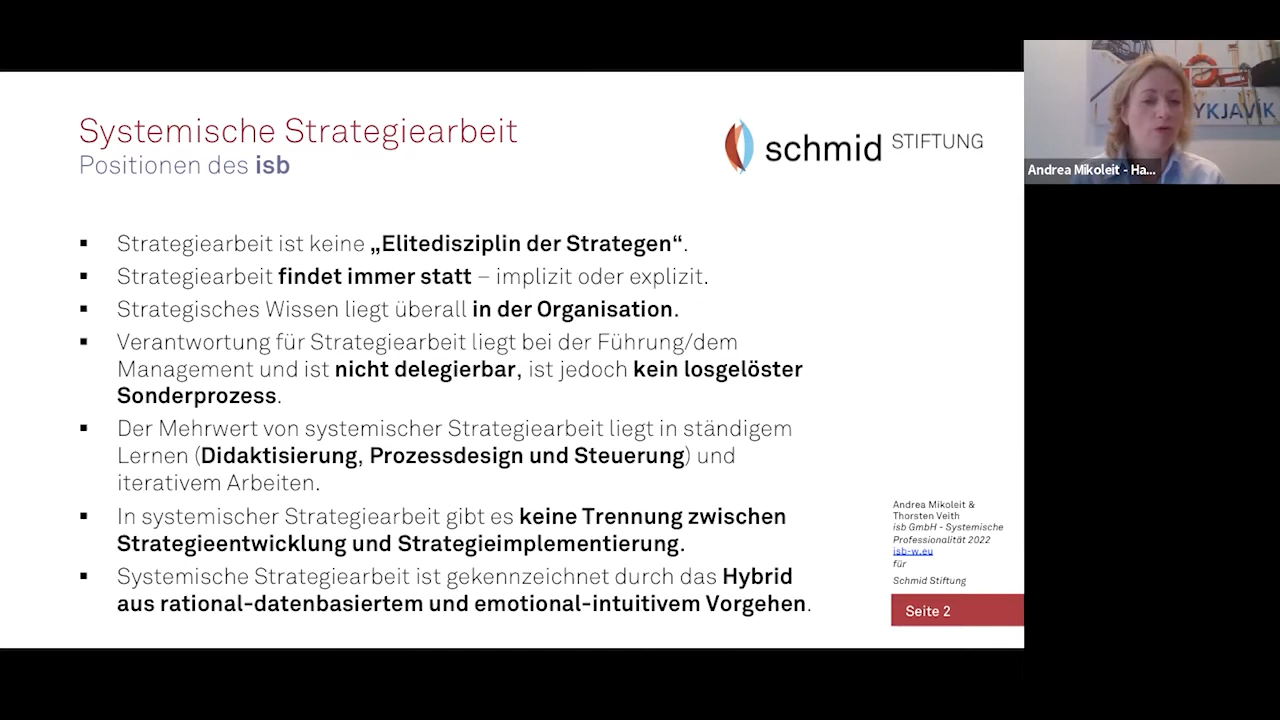 Systemische Strategiearbeit
Positionen des isb
schmid STIFTUNG
▪ Strategiearbeit ist keine „Elitedisziplin der Strategen“.
▪ Strategiearbeit findet immer statt – implizit oder explizit.
▪ Strategisches Wissen liegt überall in der Organisation.
▪ Verantwortung für Strategiearbeit liegt bei der Führung/dem
Management und ist nicht delegierbar, ist jedoch kein losgelöster
Sonderprozess.
▪ Der Mehrwert von systemischer Strategiearbeit liegt in ständigem
Lernen (Didaktisierung, Prozessdesign und Steuerung) und
iterativem Arbeiten.
▪ In systemischer Strategiearbeit gibt es keine Trennung zwischen
Strategieentwicklung und Strategieimplementierung.
▪ Systemische Strategiearbeit ist gekennzeichnet durch das Hybrid
aus rational-datenbasiertem und emotional-intuitivem Vorgehen.
Andrea Mikoleit &
Thorsten Veith
isb GmbH - Systemische
Professionalität 2022
isb-w.eu
für
Schmid Stiftung
Seite 2
YKJAVÍK
Andrea Mikoleit - Ha...